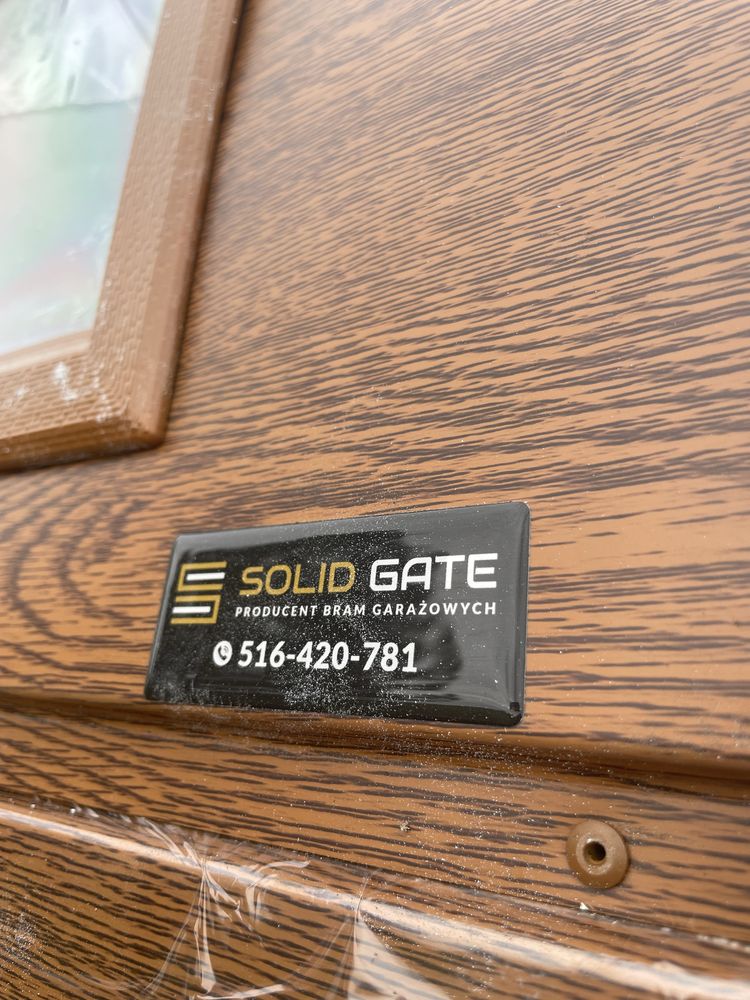 SOLID GATE
PRODUCENT BRAM GARAŻOWYCH
516-420-781